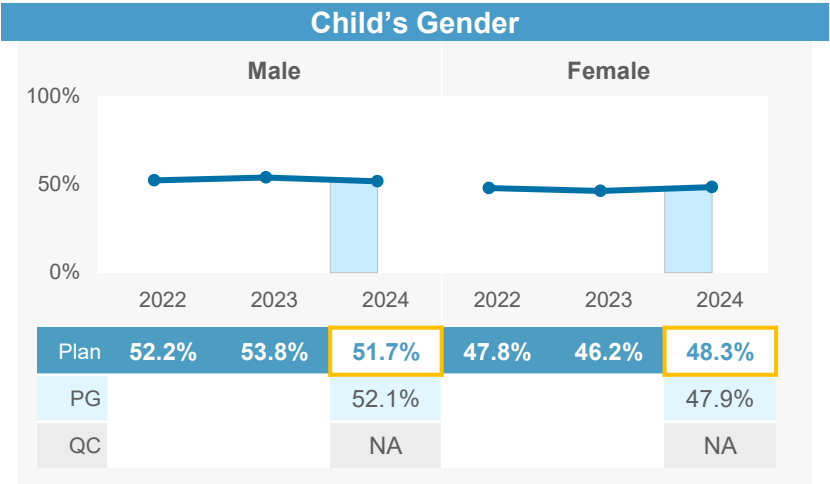 Child's Gender
Male Female
100%
50%
0%
2022 2023 2024 2022 2023 2024
Plan 52.2% 53.8% 51.7% 47.8% 46.2% 48.3%
PG 52.1% 47.9%
QC NA NA